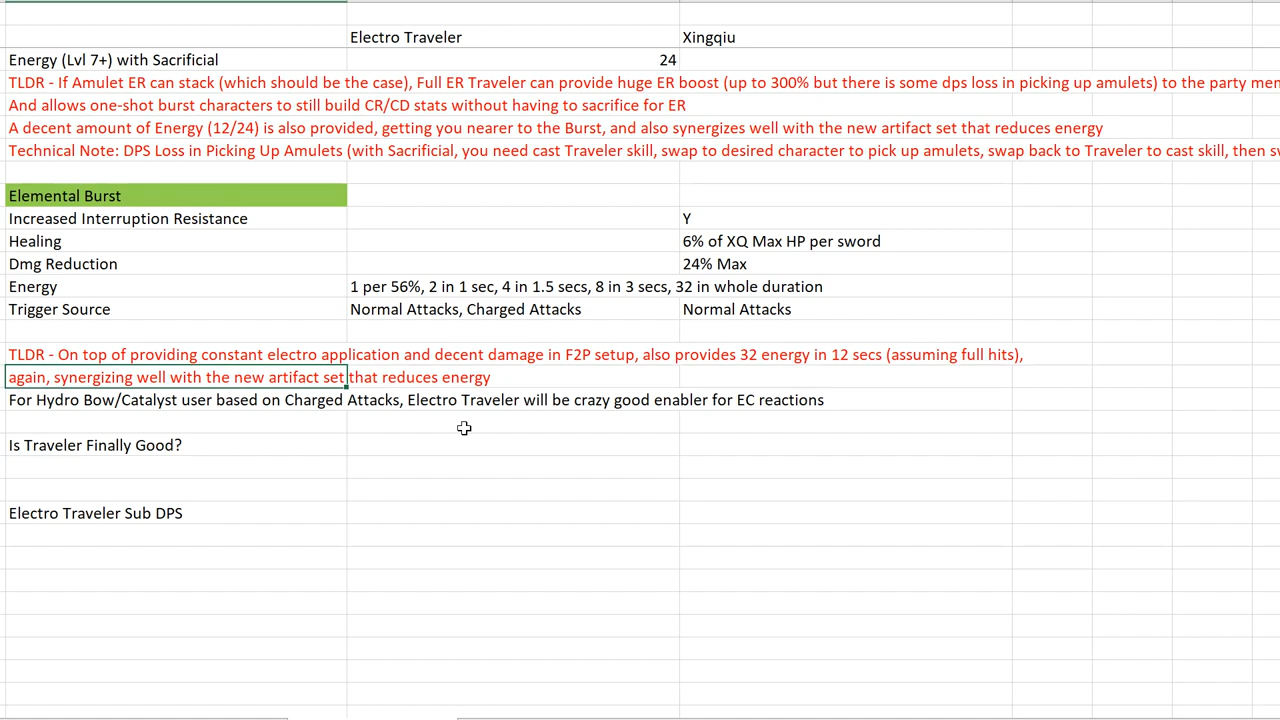 Electro Traveler Xingqiu
Energy (Lvl 7+) with Sacrificial 24
TLDR - If Amulet ER can stack (which should be the case), Full ER Traveler can provide huge ER boost (up to 300% but there is some dps loss in picking up amulets) to the party mem
And allows one-shot burst characters to still build CR/CD stats without having to sacrifice for ER
A decent amount of Energy (12/24) is also provided, getting you nearer to the Burst, and also synergizes well with the new artifact set that reduces energy
Technical Note: DPS Loss in Picking Up Amulets (with Sacrificial, you need cast Traveler skill, swap to desired character to pick up amulets, swap back to Traveler to cast skill, then sw
Elemental Burst
Increased Interruption Resistance Y
Healing 6% of XQ Max HP per sword
Dmg Reduction 24% Max
Energy 1 per 56%, 2 in 1 sec, 4 in 1.5 secs, 8 in 3 secs, 32 in whole duration
Trigger Source Normal Attacks, Charged Attacks Normal Attacks
TLDR - On top of providing constant electro application and decent damage in F2P setup, also provides 32 energy in 12 secs (assuming full hits),
again, synergizing well with the new artifact set that reduces energy
For Hydro Bow/Catalyst user based on Charged Attacks, Electro Traveler will be crazy good enabler for EC reactions
Is Traveler Finally Good?
Electro Traveler Sub DPS